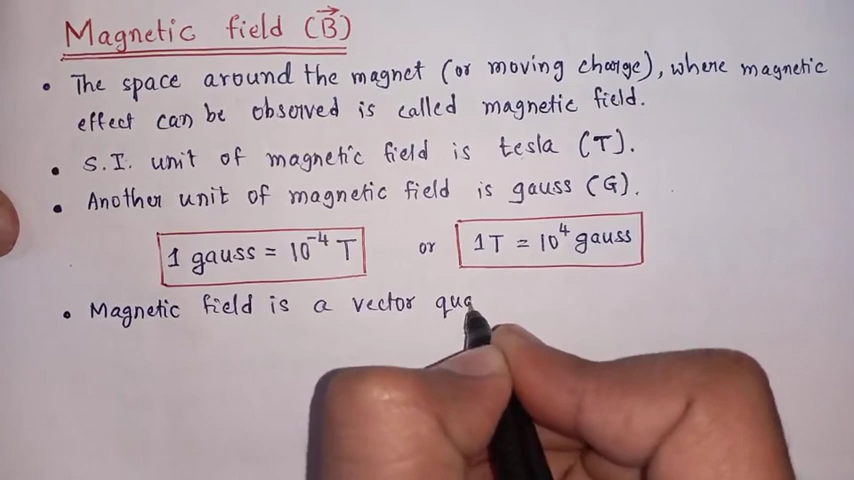 Magnetic field (B⃗)
• The space around the magnet (or moving charge), where magnetic
effect can be observed is called magnetic field.
• S.I. unit of magnetic field is tesla (T).
• Another unit of magnetic field is gauss (G).
1 gauss = 10⁻⁴ T or 1T = 10⁴ gauss
• Magnetic field is a vector qua